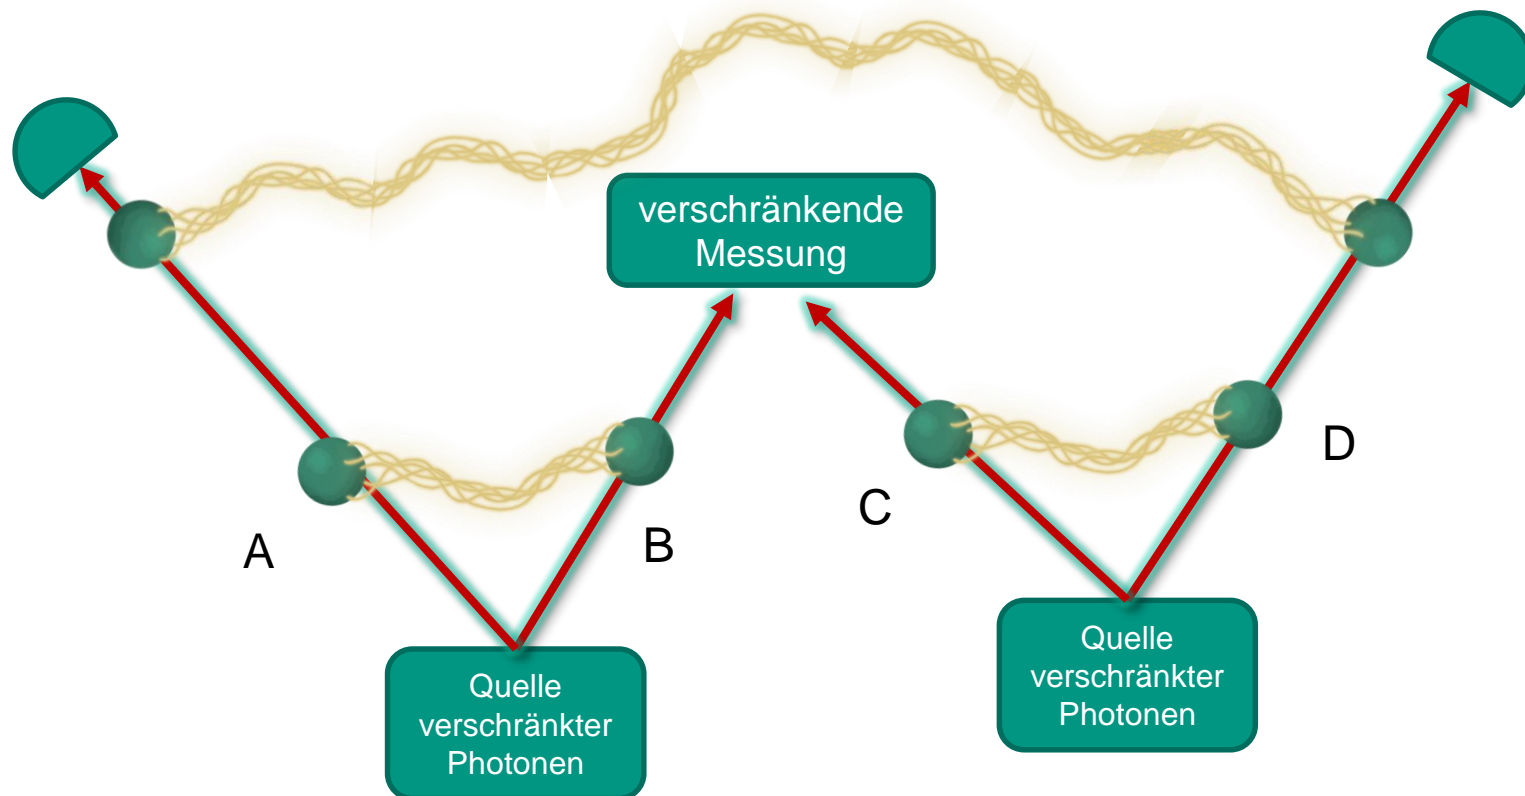 verschränkende
Messung
A
B
C
D
Quelle
verschränkter
Photonen
Quelle
verschränkter
Photonen